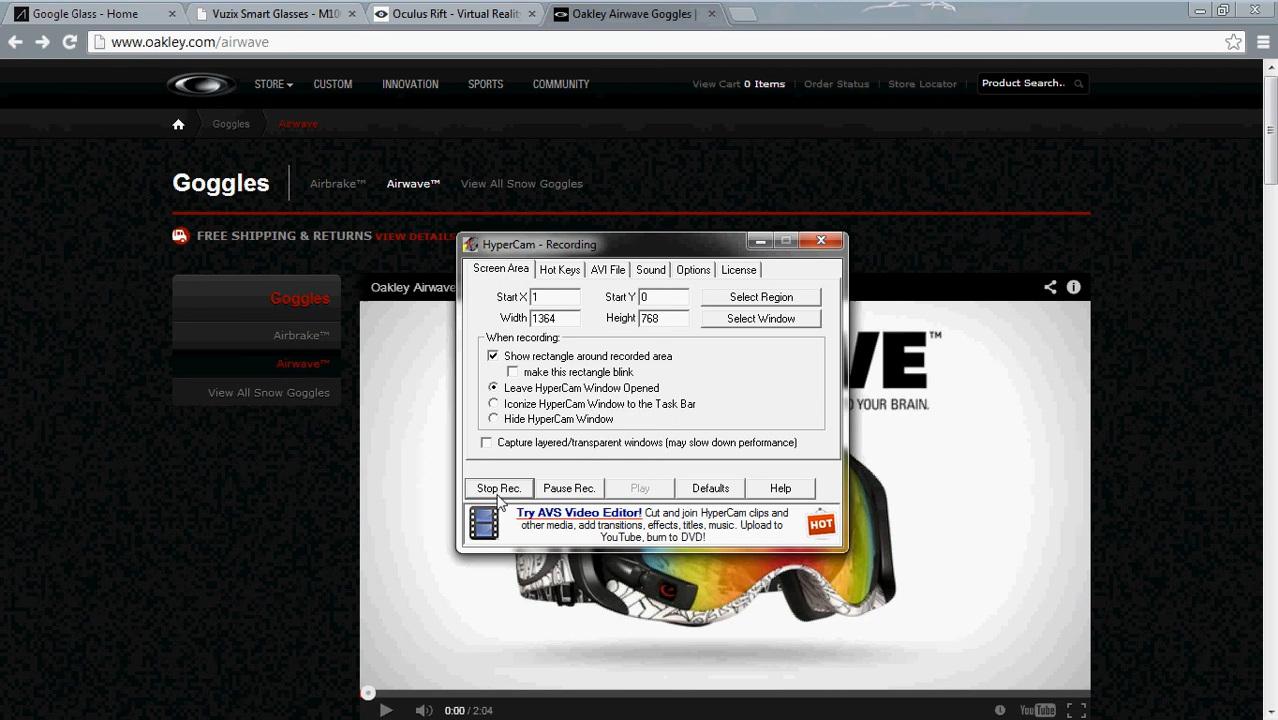 Google Glass - Home
Vuzix Smart Glasses - M10
Oculus Rift - Virtual Realit
Oakley Airwave Goggles |
www.oakley.com/airwave
STORE CUSTOM INNOVATION SPORTS COMMUNITY
View Cart 0 Items Order Status Store Locator Product Search..
Goggles Airwave
Goggles Airbrake™ Airwave™ View All Snow Goggles
FREE SHIPPING & RETURNS VIEW DETAILS
Goggles
Airbrake™
Airwave™
View All Snow Goggles
Oakley Airwave
HyperCam - Recording
Screen Area Hot Keys AVI File Sound Options License
Start X 1 Start Y 0 Select Region
Width 1364 Height 768 Select Window
When recording:
Show rectangle around recorded area
make this rectangle blink
Leave HyperCam Window Opened
Iconize HyperCam Window to the Task Bar
Hide HyperCam Window
Capture layered/transparent windows (may slow down performance)
Stop Rec. Pause Rec. Play Defaults Help
Try AVS Video Editor! Cut and join HyperCam clips and
other media, add transitions, effects, titles, music. Upload to
YouTube, burn to DVD!
HOT
VE™
D YOUR BRAIN.
0:00 / 2:04
YouTube